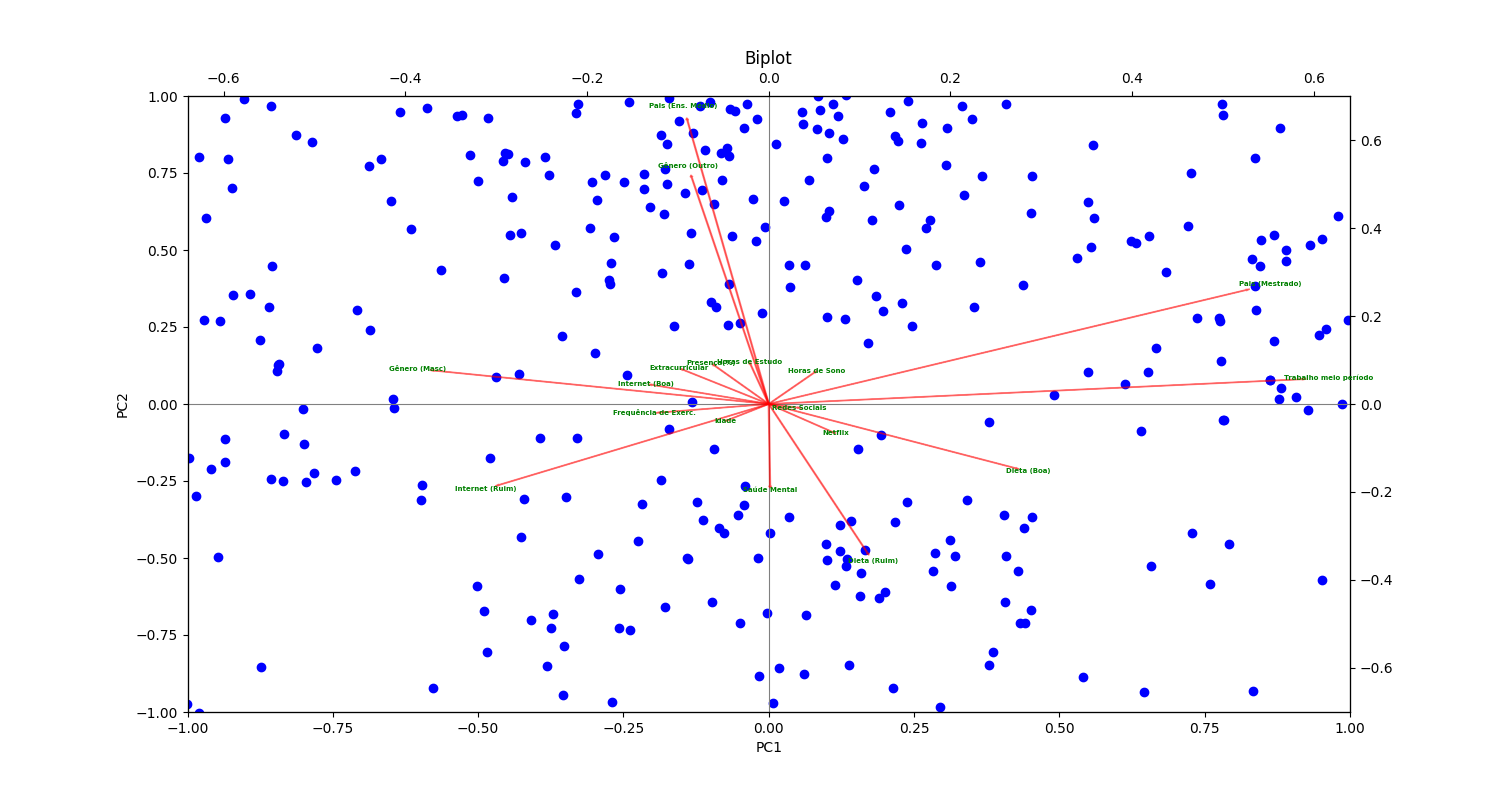 Biplot
−0.6 −0.4 −0.2 0.0 0.2 0.4 0.6
1.00
0.75
0.50
0.25
0.00
−0.25
−0.50
−0.75
−1.00
PC2
0.6
0.4
0.2
0.0
−0.2
−0.4
−0.6
Gênero (Outro)
Pais (Mestrado)
Horas de Estudo
Extracurricular
Gênero (Masc)
Horas de Sono
Trabalho meio período
Internet (Boa)
Redes Sociais
Frequência de Exerc.
Idade
Netflix
Dieta (Boa)
Internet (Ruim)
Saúde Mental
Dieta (Ruim)
−1.00 −0.75 −0.50 −0.25 0.00 0.25 0.50 0.75 1.00
PC1